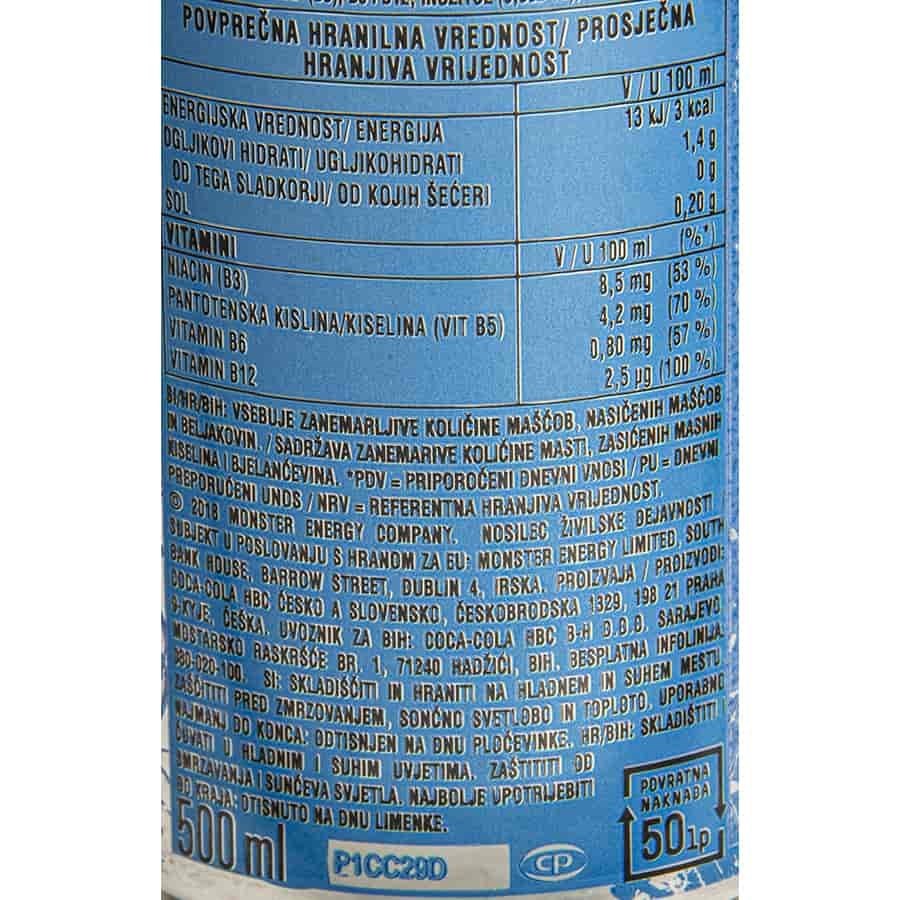 POVPREČNA HRANILNA VREDNOST/ PROSJEČNA
HRANJIVA VRIJEDNOST
V / U 100 ml
ENERGIJSKA VREDNOST/ ENERGIJA 13 kJ/ 3 kcal
OGLJIKOVI HIDRATI/ UGLJIKOHIDRATI 1,4 g
OD TEGA SLADKORJI/ OD KOJIH ŠEĆERI 0 g
SOL 0,20 g
VITAMINI V / U 100 ml (%*)
NIACIN (B3) 8,5 mg (53 %)
PANTOTENSKA KISLINA/KISELINA (VIT B5) 4,2 mg (70 %)
VITAMIN B6 0,80 mg (57 %)
VITAMIN B12 2,5 µg (100 %)
SI/HR/BIH: VSEBUJE ZANEMARLJIVE KOLIČINE MAŠČOB, NASIČENIH MAŠČOB
IN BELJAKOVIN. / SADRŽAVA ZANEMARIVE KOLIČINE MASTI, ZASIĆENIH MASNIH
KISELINA I BJELANČEVINA. *PDV = PRIPOROČENI DNEVNI VNOSI / PU = DNEVNI
PREPORUČENI UNOS / NRV = REFERENTNA HRANJIVA VRIJEDNOST.
© 2018 MONSTER ENERGY COMPANY. NOSILEC ŽIVILSKE DEJAVNOSTI /
SUBJEKT U POSLOVANJU S HRANOM ZA EU: MONSTER ENERGY LIMITED, SOUTH
BANK HOUSE, BARROW STREET, DUBLIN 4, IRSKA. PROIZVAJA / PROIZVODI:
COCA-COLA HBC ČESKO A SLOVENSKO, ČESKOBRODSKA 1329, 198 21 PRAHA
9-KYJE, ČEŠKA. UVOZNIK ZA BIH: COCA-COLA HBC B-H D.O.O. SARAJEVO,
MOSTARSKO RASKRŠĆE BR. 1, 71240 HADŽIĆI, BIH. BESPLATNA INFOLINIJA:
080-020-100. SI: SKLADIŠČITI IN HRANITI NA HLADNEM IN SUHEM MESTU.
ZAŠČITITI PRED ZMRZOVANJEM, SONČNO SVETLOBO IN TOPLOTO. UPORABNO
NAJMANJ DO KONCA: ODTISNJEN NA DNU PLOČEVINKE. HR/BIH: SKLADIŠTITI I
ČUVATI U HLADNIM I SUHIM UVJETIMA. ZAŠTITITI OD
SMRZAVANJA I SUNČEVA SVJETLA. NAJBOLJE UPOTRIJEBITI
DO KRAJA: OTISNUTO NA DNU LIMENKE.
500 ml
P1CC29D
CP
POVRATNA
NAKNADA
50lp